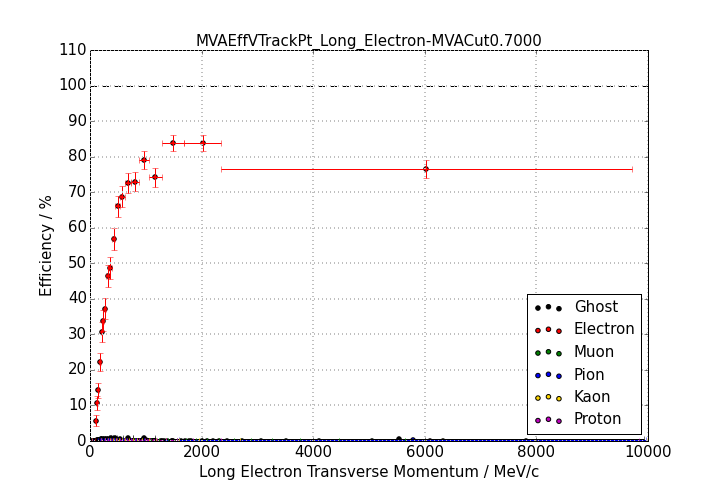 MVAEffVTrackPt_Long_Electron-MVACut0.7000
110
100
90
80
70
60
50
40
30
20
10
0
Efficiency / %
Ghost
Electron
Muon
Pion
Kaon
Proton
0 2000 4000 6000 8000 10000
Long Electron Transverse Momentum / MeV/c